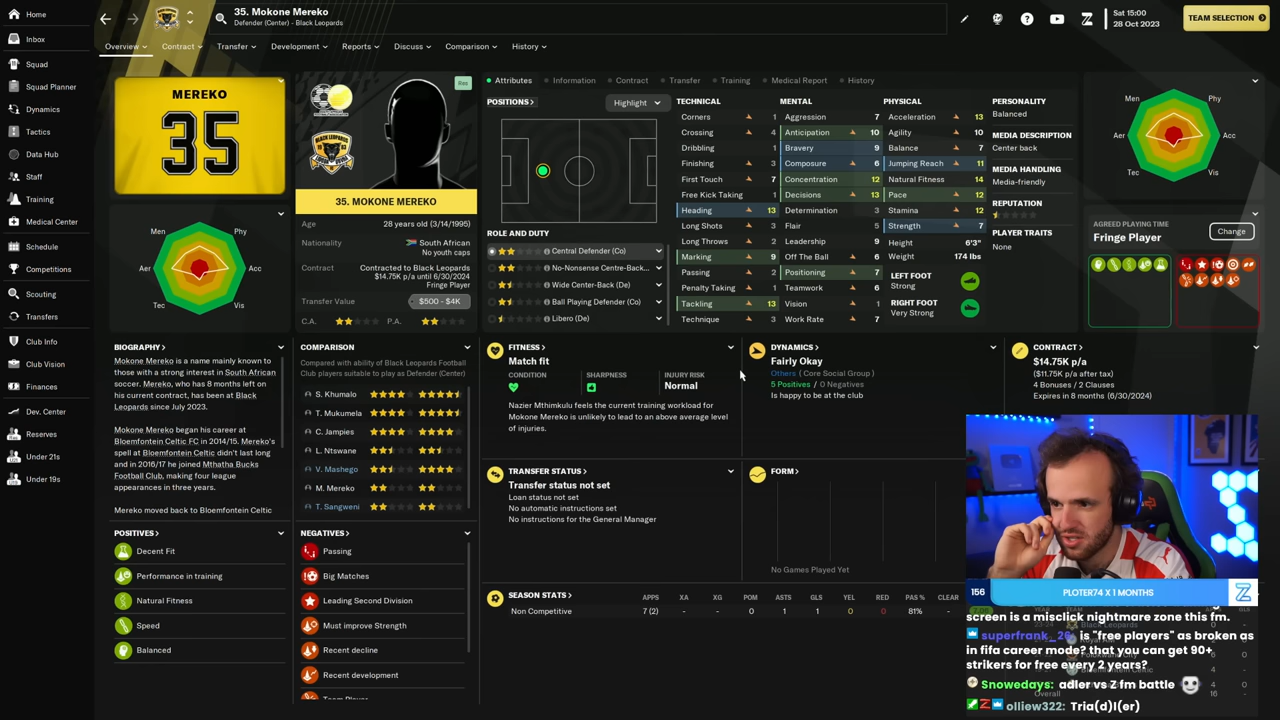 Home
Inbox
Squad
Squad Planner
Dynamics
Tactics
Data Hub
Staff
Training
Medical Center
Schedule
Competitions
Scouting
Transfers
Club Info
Club Vision
Finances
Dev. Center
Reserves
Under 21s
Under 19s
35. Mokone Mereko
Defender (Center) - Black Leopards
Sat 15:00
28 Oct 2023
TEAM SELECTION
Overview
Contract
Transfer
Development
Reports
Discuss
Comparison
History
MEREKO
35
Men
Phy
Aer
Acc
Tec
Vis
Res
35. MOKONE MEREKO
Age 28 years old (3/14/1995)
Nationality South African
No youth caps
Contract Contracted to Black Leopards
$14.75K p/a until 6/30/2024
Fringe Player
Transfer Value $500 - $4K
C.A. P.A.
Attributes
Information
Contract
Transfer
Training
Medical Report
History
POSITIONS
Highlight
ROLE AND DUTY
Central Defender (Co)
No-Nonsense Centre-Back...
Wide Center-Back (De)
Ball Playing Defender (Co)
Libero (De)
TECHNICAL
Corners 1
Crossing 4
Dribbling 1
Finishing 3
First Touch 7
Free Kick Taking 1
Heading 13
Long Shots 3
Long Throws 2
Marking 9
Passing 2
Penalty Taking 1
Tackling 13
Technique 3
MENTAL
Aggression 7
Anticipation 10
Bravery 9
Composure 6
Concentration 12
Decisions 13
Determination 3
Flair 5
Leadership 9
Off The Ball 6
Positioning 7
Teamwork 6
Vision 1
Work Rate 7
PHYSICAL
Acceleration 13
Agility 10
Balance 7
Jumping Reach 11
Natural Fitness 14
Pace 12
Stamina 12
Strength 7
Height 6'3"
Weight 174 lbs
LEFT FOOT
Strong
RIGHT FOOT
Very Strong
PERSONALITY
Balanced
MEDIA DESCRIPTION
Center back
MEDIA HANDLING
Media-friendly
REPUTATION
PLAYER TRAITS
None
Men
Phy
Aer
Acc
Tec
Vis
AGREED PLAYING TIME
Fringe Player
Change
BIOGRAPHY
Mokone Mereko is a name mainly known to
those with a strong interest in South African
soccer. Mereko, who has 8 months left on
his current contract, has been at Black
Leopards since July 2023.
Mokone Mereko began his career at
Bloemfontein Celtic FC in 2014/15. Mereko's
spell at Bloemfontein Celtic didn't last long
and in 2016/17 he joined Mthatha Bucks
Football Club, making four league
appearances in three years.
Mereko moved back to Bloemfontein Celtic
COMPARISON
Compared with ability of Black Leopards Football
Club players suitable to play as Defender (Center)
S. Khumalo
T. Mukumela
C. Jampies
L. Ntswane
V. Mashego
M. Mereko
T. Sangweni
POSITIVES
Decent Fit
Performance in training
Natural Fitness
Speed
Balanced
NEGATIVES
Passing
Big Matches
Leading Second Division
Must improve Strength
Recent decline
Recent development
Team Player
FITNESS
Match fit
CONDITION
SHARPNESS
INJURY RISK
Normal
Nazier Mthimkulu feels the current training workload for
Mokone Mereko is unlikely to lead to an above average level
of injuries.
DYNAMICS
Fairly Okay
Others ( Core Social Group )
5 Positives / 0 Negatives
Is happy to be at the club
CONTRACT
$14.75K p/a
($11.75K p/a after tax)
4 Bonuses / 2 Clauses
Expires in 8 months (6/30/2024)
TRANSFER STATUS
Transfer status not set
Loan status not set
No automatic instructions set
No instructions for the General Manager
FORM
No Games Played Yet
SEASON STATS
APPS XA XG POM ASTS GLS YEL RED PAS % CLEAR
Non Competitive 7 (2) - - 0 1 1 0 0 81% -
156
PLOTER74 X 1 MONTHS
screen is a misclick nightmare zone this fm.
superfrank_26: is "free players" as broken as
in fifa career mode? that you can get 90+
strikers for free every 2 years?
Snowedays: adler vs Z fm battle
olliew322: Tria(d)l(er)